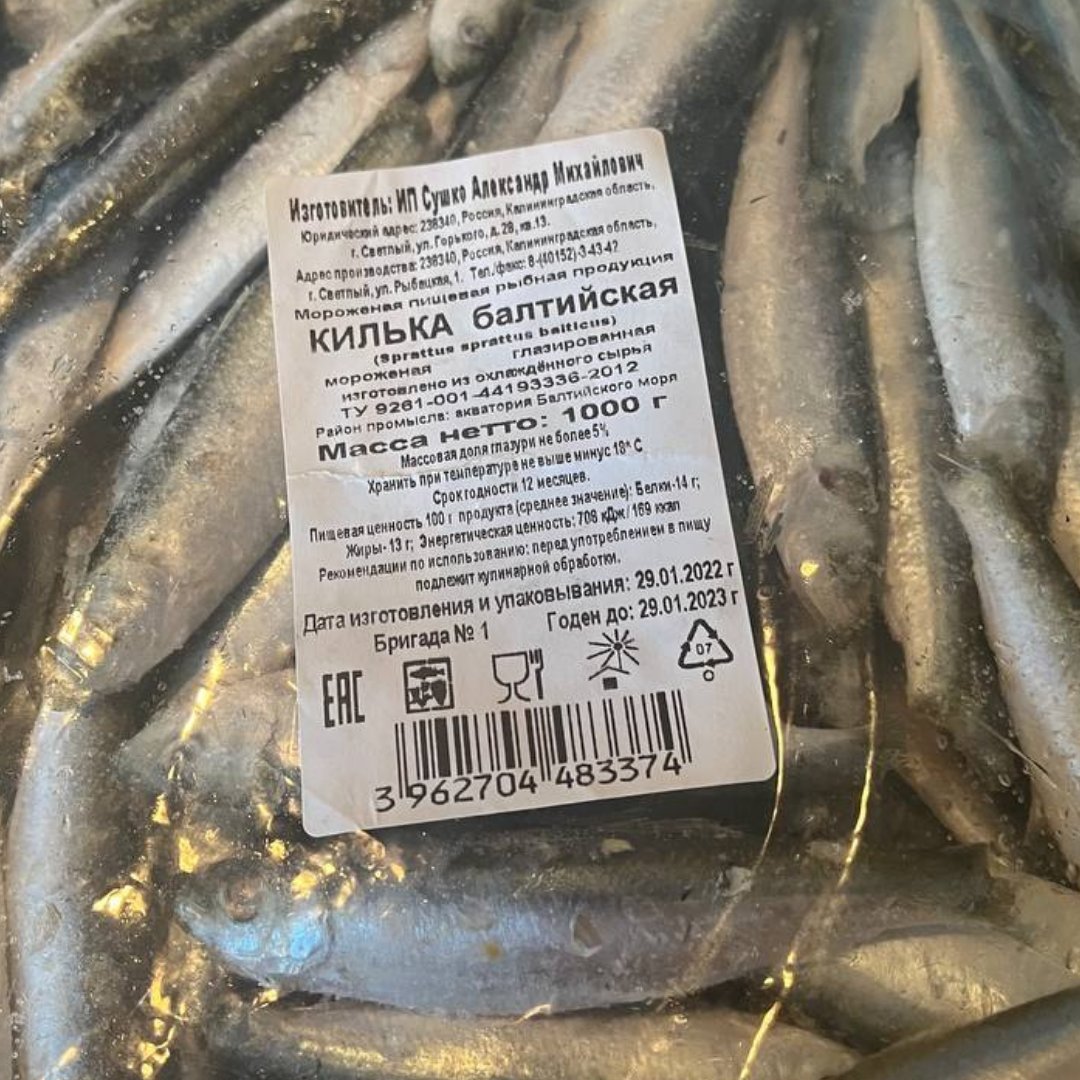 Изготовитель: ИП Сушко Александр Михайлович
Юридический адрес: 238340, Россия, Калининградская область,
г. Светлый, ул. Горького, д. 28, кв.13.
Адрес производства: 238340, Россия, Калининградская область,
г. Светлый, ул. Рыбацкая, 1. Тел./факс: 8-(40152)-3-43-42
Мороженая пищевая рыбная продукция
КИЛЬКА балтийская
(Sprattus sprattus balticus)
мороженая глазированная
изготовлено из охлаждённого сырья
ТУ 9261-001-44193336-2012
Район промысла: акватория Балтийского моря
Масса нетто: 1000 г
Массовая доля глазури не более 5%
Хранить при температуре не выше минус 18° С
Срок годности 12 месяцев.
Пищевая ценность 100 г продукта (среднее значение): Белки-14 г;
Жиры- 13 г; Энергетическая ценность: 708 кДж/ 169 ккал
Рекомендации по использованию: перед употреблением в пищу
подлежит кулинарной обработке.
Дата изготовления и упаковывания: 29.01.2022 г
Бригада № 1 Годен до: 29.01.2023 г
EAC 07
3 962704 483374